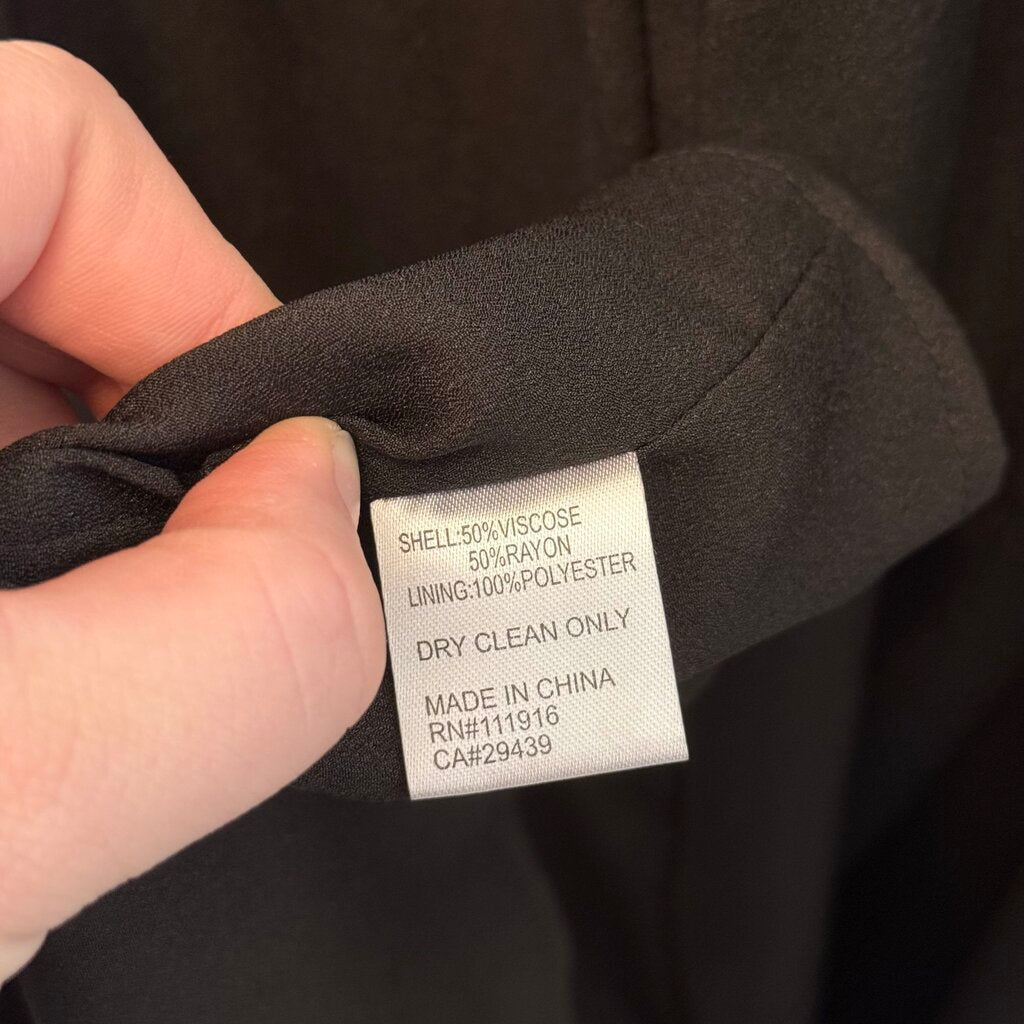 SHELL:50%VISCOSE
50%RAYON
LINING:100%POLYESTER
DRY CLEAN ONLY
MADE IN CHINA
RN#111916
CA#29439